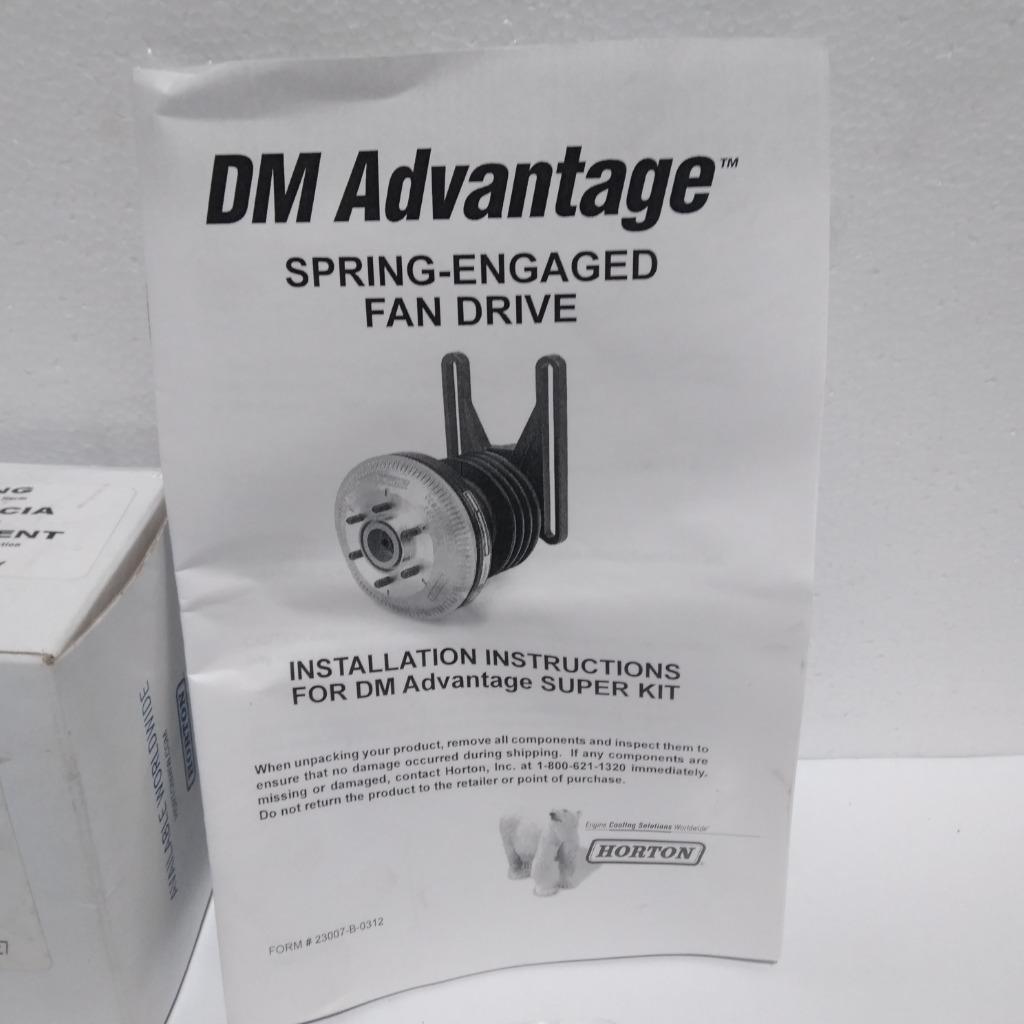 DM Advantage™
SPRING-ENGAGED
FAN DRIVE
INSTALLATION INSTRUCTIONS
FOR DM Advantage SUPER KIT
When unpacking your product, remove all components and inspect them to
ensure that no damage occurred during shipping. If any components are
missing or damaged, contact Horton, Inc. at 1-800-621-1320 immediately.
Do not return the product to the retailer or point of purchase.
Engine Cooling Solutions Worldwide
HORTON
FORM # 23007-B-0312
NG
CIA
ENT
HORTON
AVAILABLE WORLDWIDE